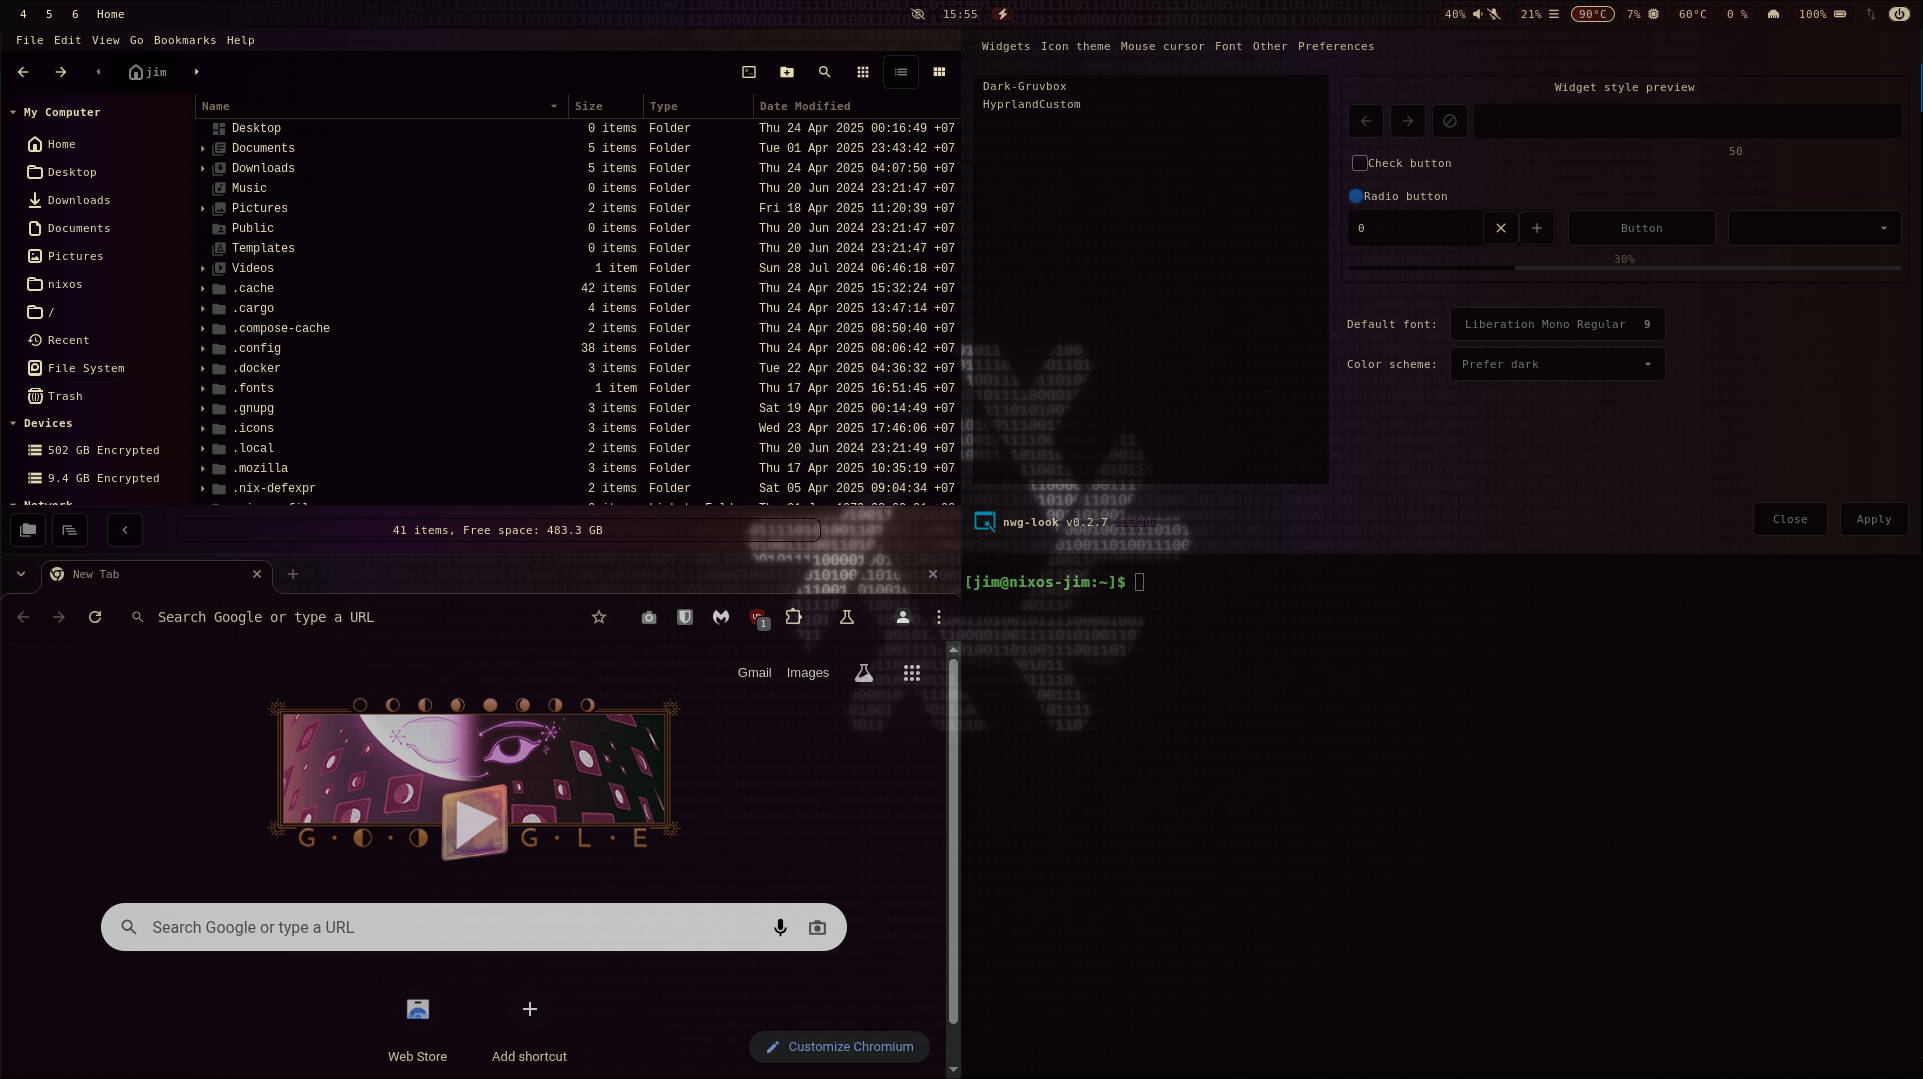 4 5 6 Home
15:55
40% 21% 90°C 7% 60°C 0 % 100%
File Edit View Go Bookmarks Help
jim
My Computer
Home
Desktop
Downloads
Documents
Pictures
nixos
/
Recent
File System
Trash
Devices
502 GB Encrypted
9.4 GB Encrypted
Name Size Type Date Modified
Desktop 0 items Folder Thu 24 Apr 2025 00:16:49 +07
Documents 5 items Folder Tue 01 Apr 2025 23:43:42 +07
Downloads 5 items Folder Thu 24 Apr 2025 04:07:50 +07
Music 0 items Folder Thu 20 Jun 2024 23:21:47 +07
Pictures 2 items Folder Fri 18 Apr 2025 11:20:39 +07
Public 0 items Folder Thu 20 Jun 2024 23:21:47 +07
Templates 0 items Folder Thu 20 Jun 2024 23:21:47 +07
Videos 1 item Folder Sun 28 Jul 2024 06:46:18 +07
.cache 42 items Folder Thu 24 Apr 2025 15:32:24 +07
.cargo 4 items Folder Thu 24 Apr 2025 13:47:14 +07
.compose-cache 2 items Folder Thu 24 Apr 2025 08:50:40 +07
.config 38 items Folder Thu 24 Apr 2025 08:06:42 +07
.docker 3 items Folder Tue 22 Apr 2025 04:36:32 +07
.fonts 1 item Folder Thu 17 Apr 2025 16:51:45 +07
.gnupg 3 items Folder Sat 19 Apr 2025 00:14:49 +07
.icons 3 items Folder Wed 23 Apr 2025 17:46:06 +07
.local 2 items Folder Thu 20 Jun 2024 23:21:49 +07
.mozilla 3 items Folder Thu 17 Apr 2025 10:35:19 +07
.nix-defexpr 2 items Folder Sat 05 Apr 2025 09:04:34 +07
41 items, Free space: 483.3 GB
Widgets Icon theme Mouse cursor Font Other Preferences
Dark-Gruvbox
HyprlandCustom
Widget style preview
50
Check button
Radio button
0 Button
30%
Default font: Liberation Mono Regular 9
Color scheme: Prefer dark
nwg-look v0.2.7
Close Apply
New Tab
Search Google or type a URL
1
Gmail Images
G · · G · L · E
Search Google or type a URL
Web Store Add shortcut
Customize Chromium
[jim@nixos-jim:~]$